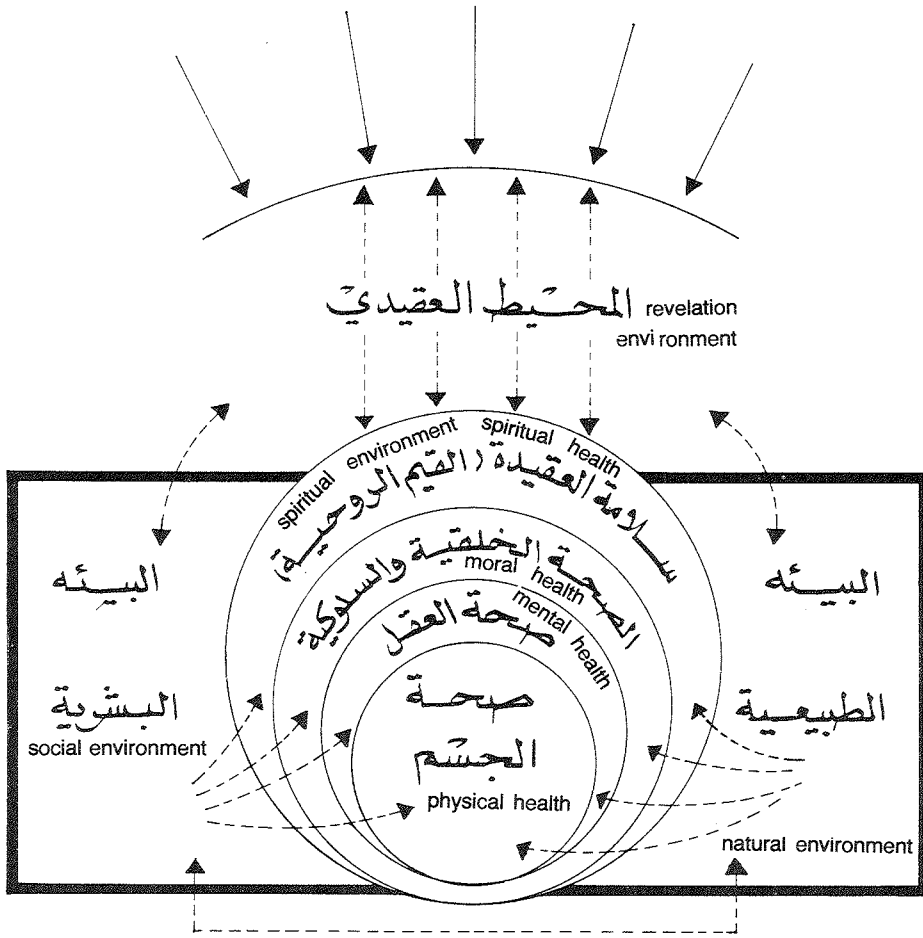 المحيط العقيدي revelation
environment
spiritual environment spiritual health
سلامة العقيدة (القيم الروحية)
الصحة الخلقية والسلوكية
moral health
mental health
صحة العقل
البيئه
البشرية
social environment
صحة
الجسم
physical health
البيئه
الطبيعية
natural environment